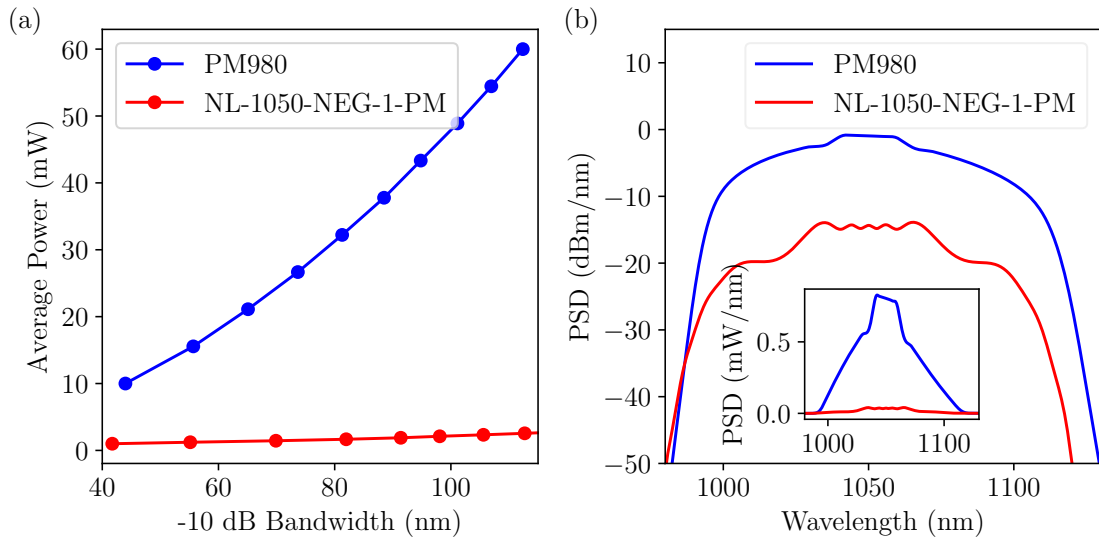 (a)
PM980
NL-1050-NEG-1-PM
Average Power (mW)
60
50
40
30
20
10
0
40
60
80
100
-10 dB Bandwidth (nm)
(b)
PM980
NL-1050-NEG-1-PM
PSD (dBm/nm)
10
0
−10
−20
−30
−40
−50
1000
1050
1100
Wavelength (nm)
PSD (mW/nm)
0.5
0.0
1000
1100